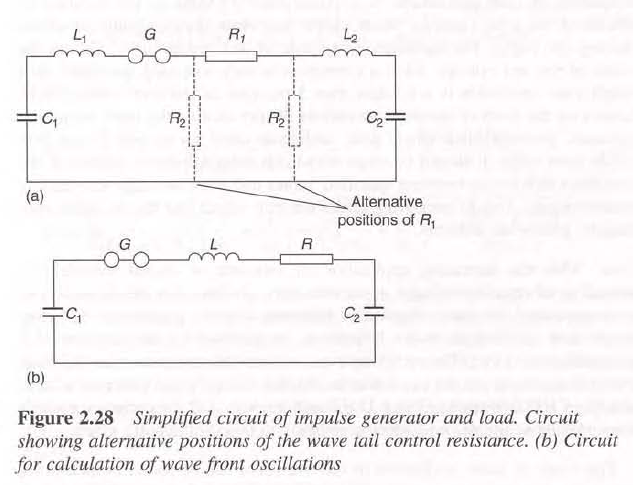 L₁ G R₁ L₂
C₁ R₂ R₂ C₂
(a)
Alternative
positions of R₁
G L R
C₁ C₂
(b)
Figure 2.28 Simplified circuit of impulse generator and load. Circuit
showing alternative positions of the wave tail control resistance. (b) Circuit
for calculation of wave front oscillations